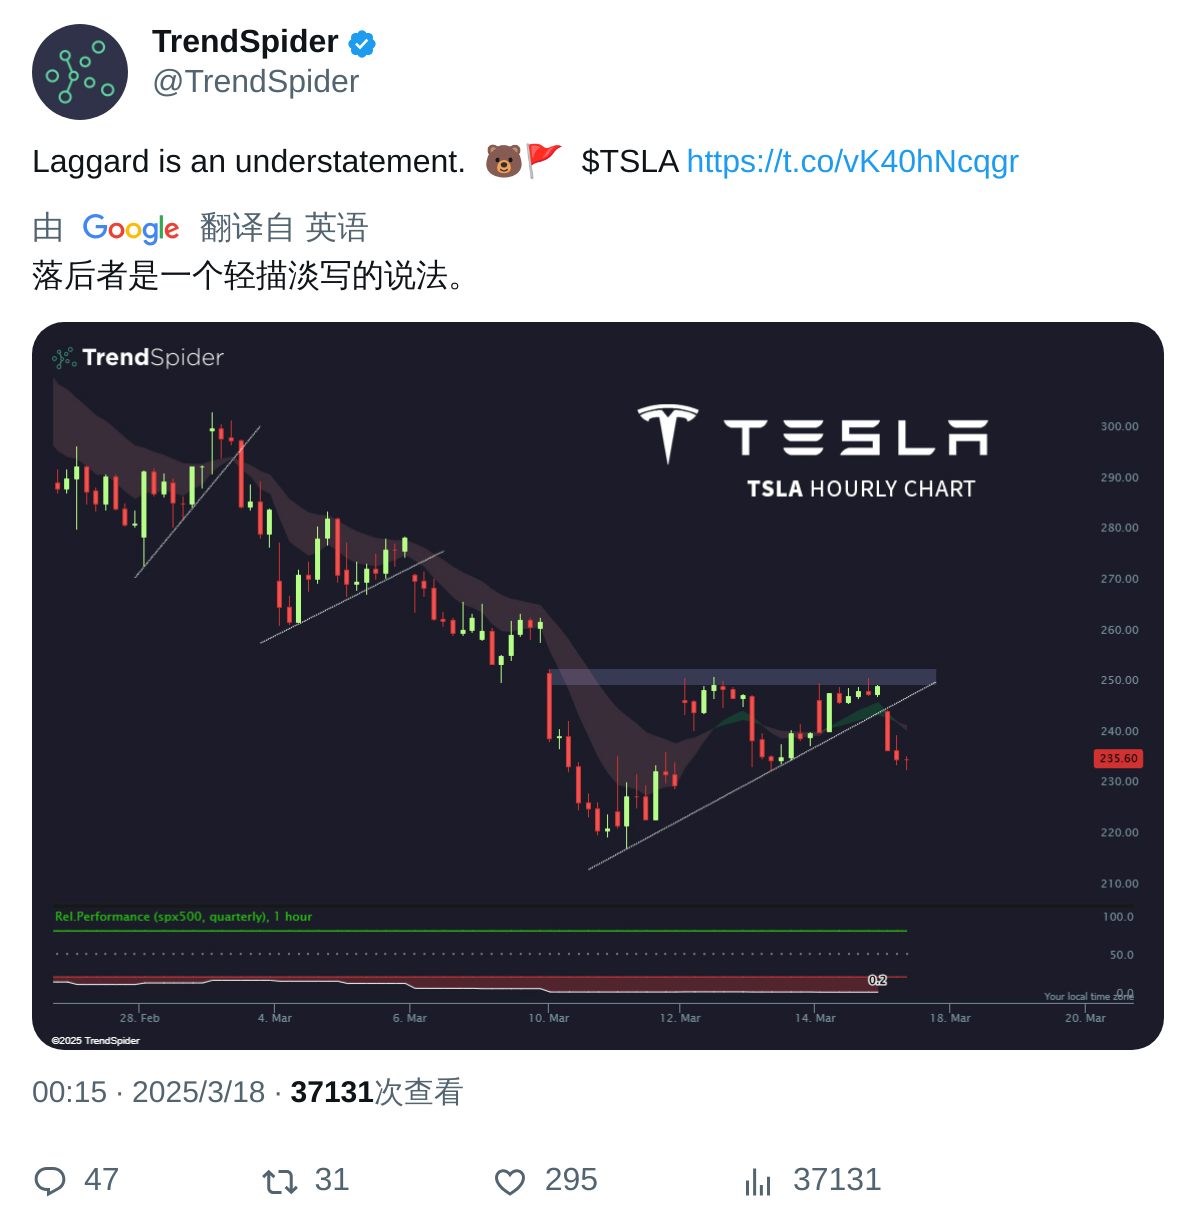 TrendSpider
@TrendSpider
Laggard is an understatement. 🐻🚩 $TSLA https://t.co/vK40hNcqgr
由 Google 翻译自 英语
落后者是一个轻描淡写的说法。
TrendSpider
TESLA
TSLA HOURLY CHART
300.00
290.00
280.00
270.00
260.00
250.00
240.00
235.60
230.00
220.00
210.00
Rel.Performance (spx500, quarterly), 1 hour
100.0
50.0
0.2
0.0
Your local time zone
28. Feb 4. Mar 6. Mar 10. Mar 12. Mar 14. Mar 18. Mar 20. Mar
©2025 TrendSpider
00:15 · 2025/3/18 · 37131次查看
47 31 295 37131